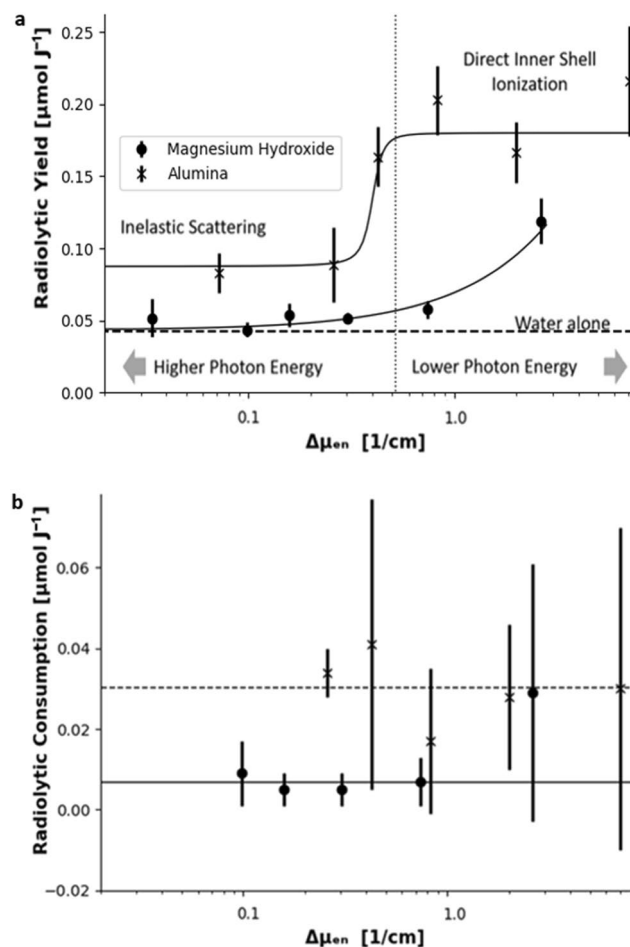 a
Radiolytic Yield [μmol J⁻¹]
0.25
0.20
0.15
0.10
0.05
0.00
Direct Inner Shell
Ionization
Magnesium Hydroxide
Alumina
Inelastic Scattering
Water alone
Higher Photon Energy
Lower Photon Energy
0.1
1.0
Δμₑₙ [1/cm]
b
Radiolytic Consumption [μmol J⁻¹]
0.06
0.04
0.02
0.00
−0.02
0.1
1.0
Δμₑₙ [1/cm]